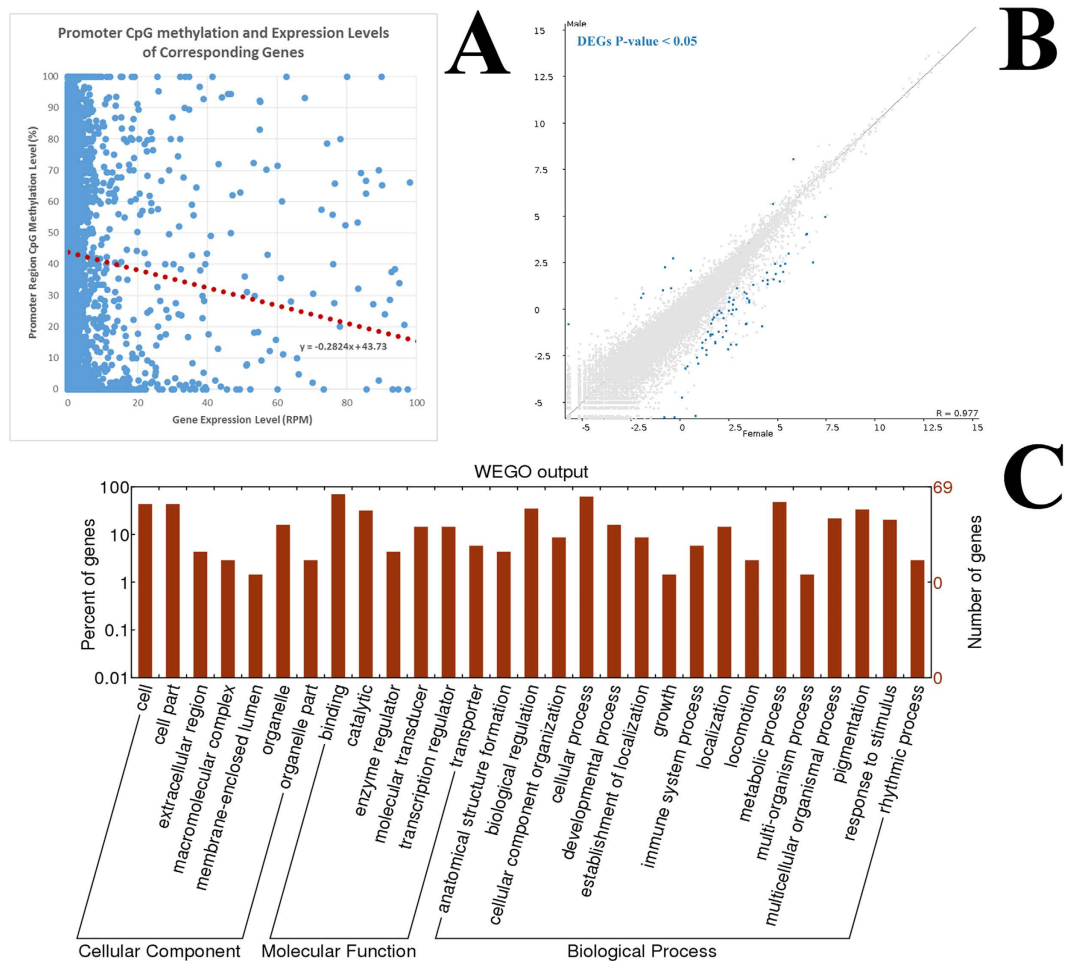 Promoter CpG methylation and Expression Levels
of Corresponding Genes
A
100
90
80
70
60
50
40
30
20
10
0
Promoter Region CpG Methylation Level (%)
y = -0.2824x + 43.73
0 20 40 60 80 100
Gene Expression Level (RPM)
B
Male
DEGs P-value < 0.05
15
12.5
10
7.5
5
2.5
0
-2.5
-5
R = 0.977
-5 -2.5 0 2.5 5 7.5 10 12.5 15
Female
C
WEGO output
100
10
1
0.1
0.01
Percent of genes
69
0
0
Number of genes
cell
cell part
extracellular region
macromolecular complex
membrane-enclosed lumen
organelle
organelle part
binding
catalytic
enzyme regulator
molecular transducer
transcription regulator
transporter
anatomical structure formation
biological regulation
cellular component organization
cellular process
developmental process
establishment of localization
growth
immune system process
localization
locomotion
metabolic process
multi-organism process
multicellular organismal process
pigmentation
response to stimulus
rhythmic process
Cellular Component
Molecular Function
Biological Process